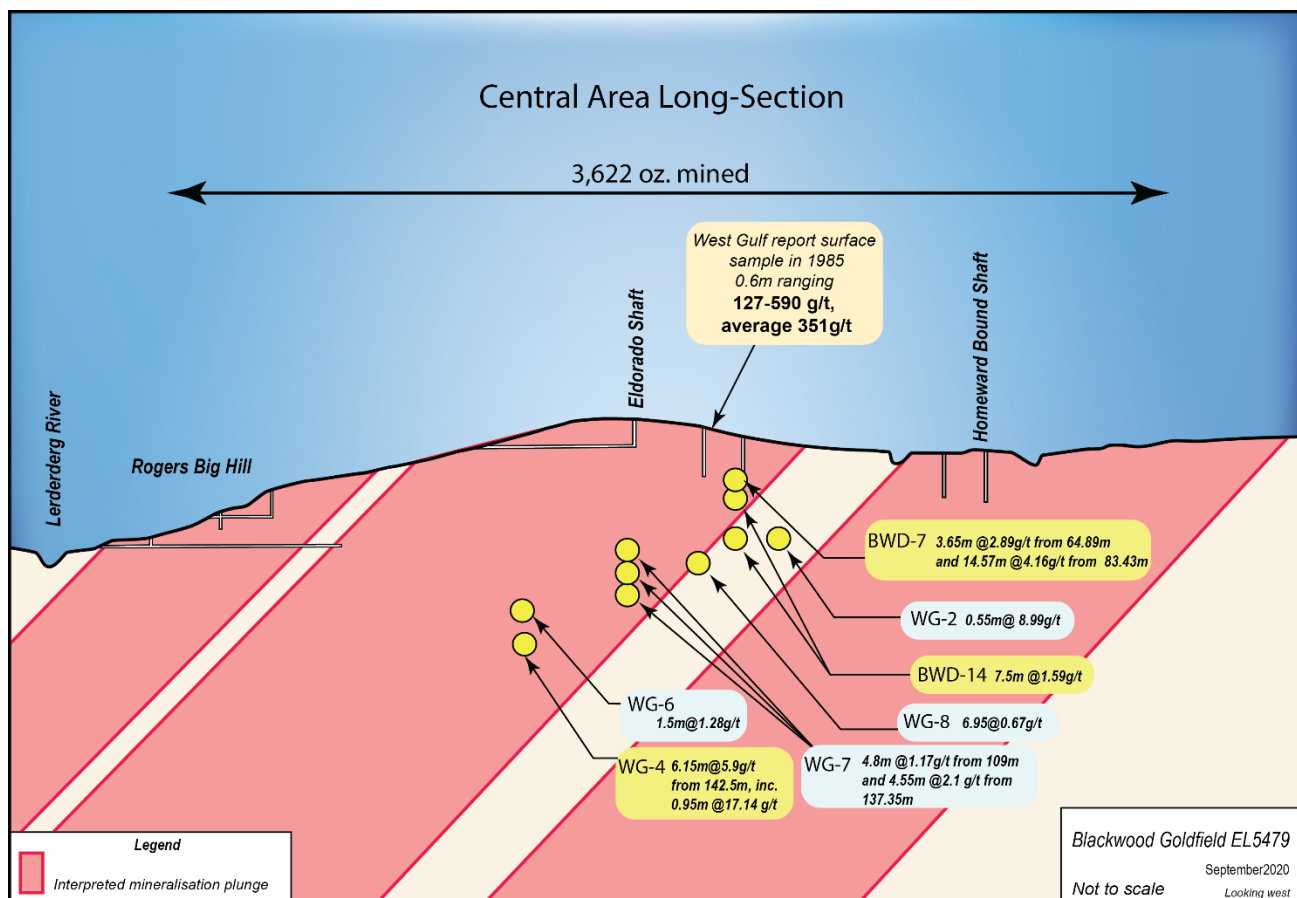 Central Area Long-Section
3,622 oz. mined
West Gulf report surface
sample in 1985
0.6m ranging
127-590 g/t,
average 351g/t
Eldorado Shaft
Homeward Bound Shaft
Lerderderg River
Rogers Big Hill
BWD-7 3.65m @2.89g/t from 64.89m
and 14.57m @4.16g/t from 83.43m
WG-2 0.55m@ 8.99g/t
BWD-14 7.5m @1.59g/t
WG-8 6.95@0.67g/t
WG-6
1.5m@1.28g/t
WG-4 6.15m@5.9g/t
from 142.5m, inc.
0.95m @17.14 g/t
WG-7 4.8m @1.17g/t from 109m
and 4.55m @2.1 g/t from
137.35m
Legend
Interpreted mineralisation plunge
Blackwood Goldfield EL5479
September2020
Not to scale Looking west